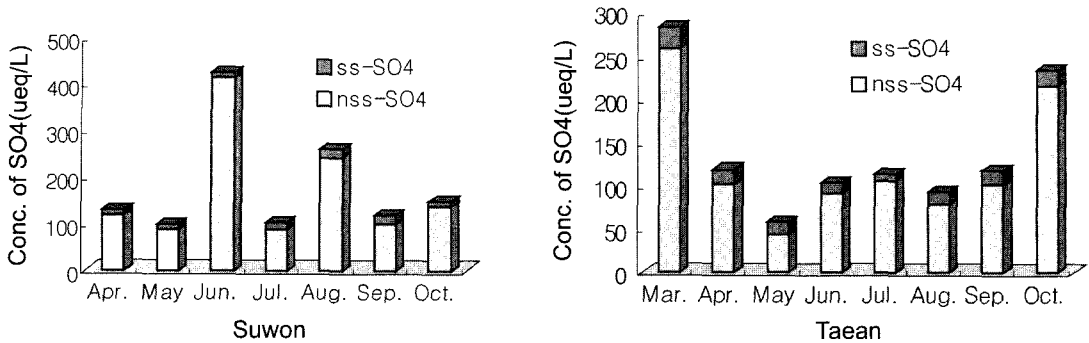 Conc. of SO4(ueq/L)
500
400
300
200
100
0
ss-SO4
nss-SO4
Apr. May Jun. Jul. Aug. Sep. Oct.
Suwon
Conc. of SO4(ueq/L)
300
250
200
150
100
50
0
ss-SO4
nss-SO4
Mar. Apr. May Jun. Jul. Aug. Sep. Oct.
Taean